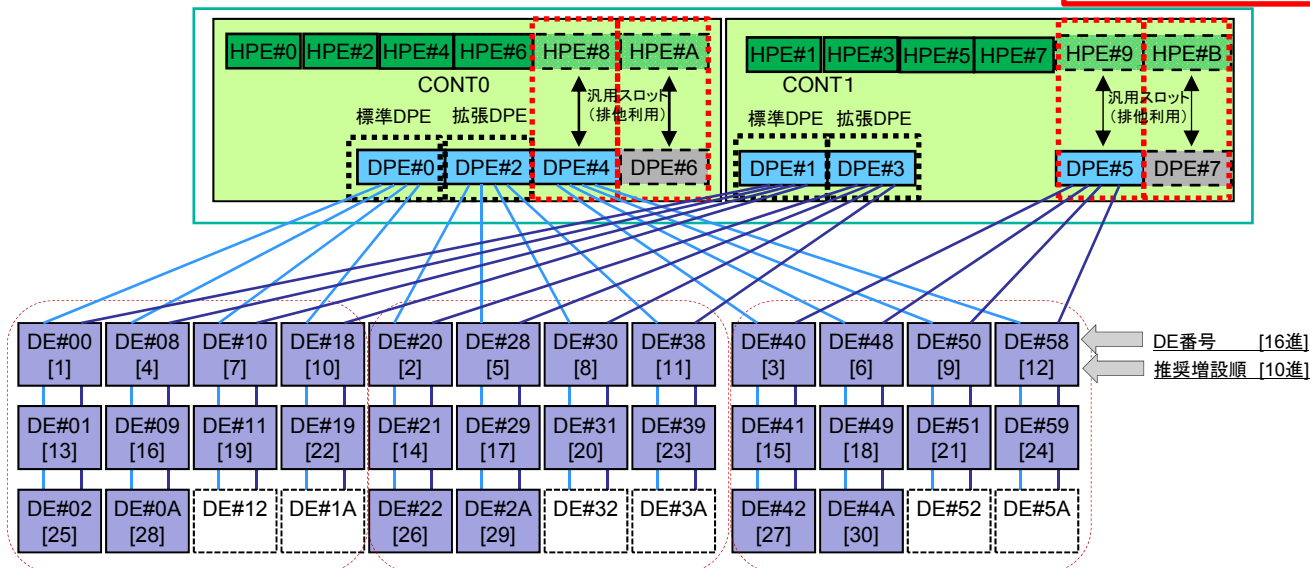 HPE#0 HPE#2 HPE#4 HPE#6 HPE#8 HPE#A HPE#1 HPE#3 HPE#5 HPE#7 HPE#9 HPE#B
CONT0 CONT1
汎用スロット 汎用スロット
(排他利用) (排他利用)
標準DPE 拡張DPE 標準DPE 拡張DPE
DPE#0 DPE#2 DPE#4 DPE#6 DPE#1 DPE#3 DPE#5 DPE#7
DE#00 DE#08 DE#10 DE#18 DE#20 DE#28 DE#30 DE#38 DE#40 DE#48 DE#50 DE#58 DE番号 [16進]
[1] [4] [7] [10] [2] [5] [8] [11] [3] [6] [9] [12] 推奨増設順 [10進]
DE#01 DE#09 DE#11 DE#19 DE#21 DE#29 DE#31 DE#39 DE#41 DE#49 DE#51 DE#59
[13] [16] [19] [22] [14] [17] [20] [23] [15] [18] [21] [24]
DE#02 DE#0A DE#12 DE#1A DE#22 DE#2A DE#32 DE#3A DE#42 DE#4A DE#52 DE#5A
[25] [28] [26] [29] [27] [30]